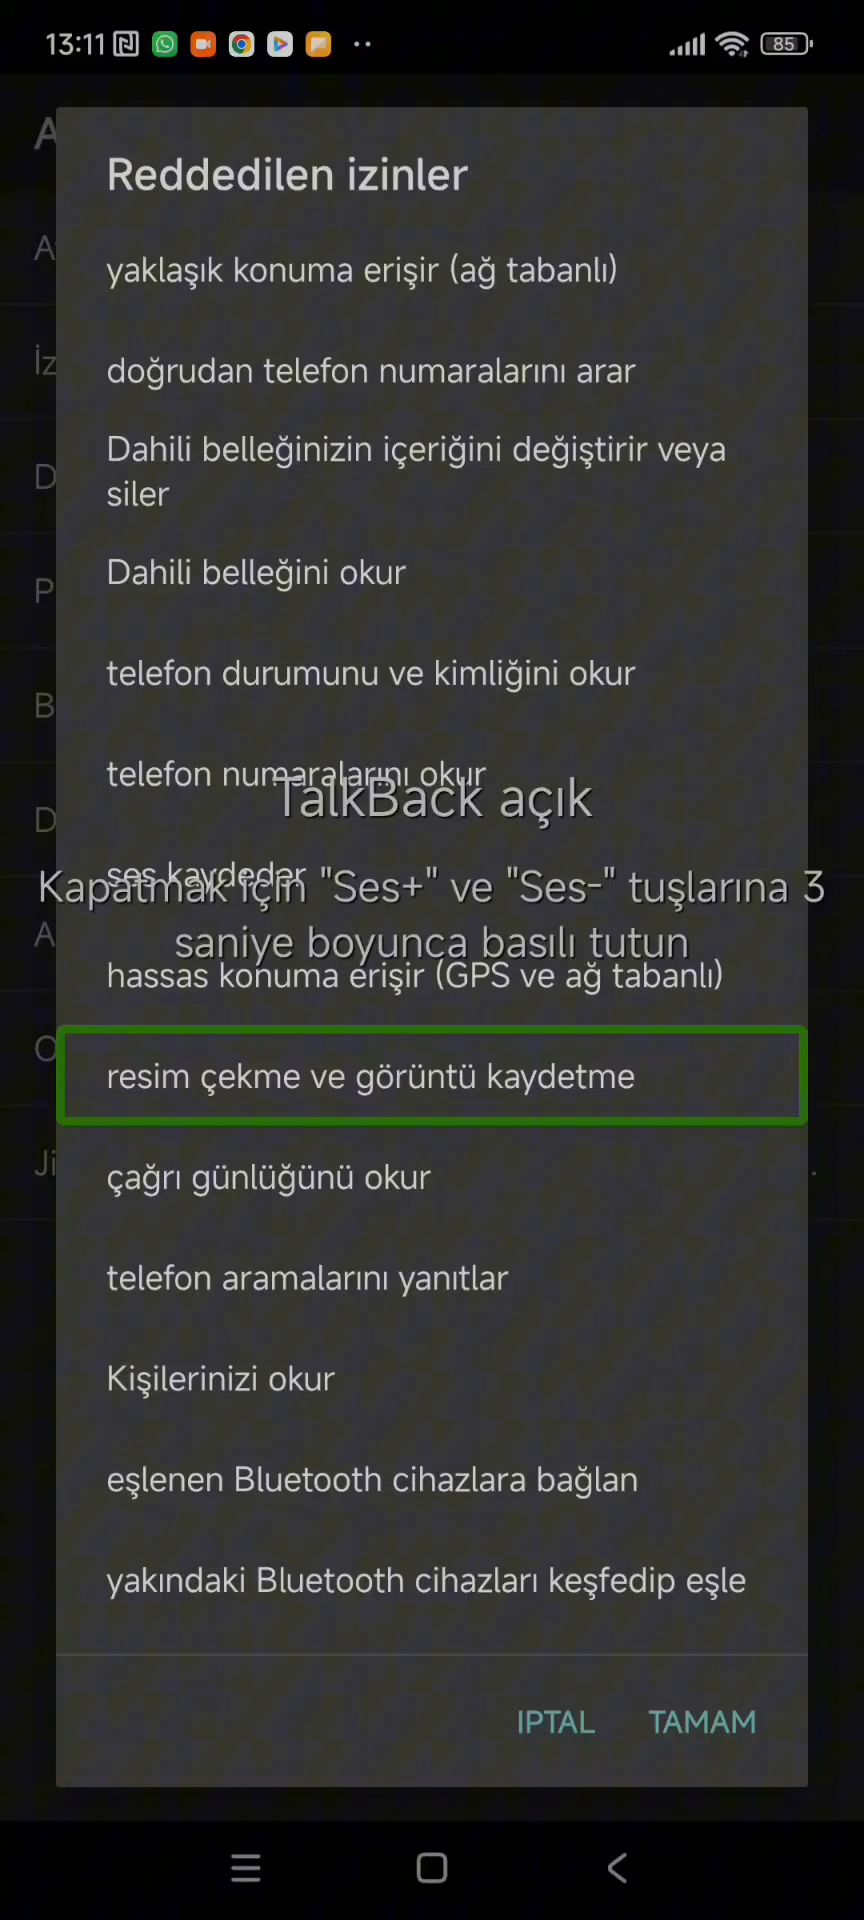 13:11
85
Reddedilen izinler
yaklaşık konuma erişir (ağ tabanlı)
doğrudan telefon numaralarını arar
Dahili belleğinizin içeriğini değiştirir veya
siler
Dahili belleğini okur
telefon durumunu ve kimliğini okur
telefon numaralarını okur
TalkBack açık
ses kaydeder
Kapatmak için "Ses+" ve "Ses-" tuşlarına 3
saniye boyunca basılı tutun
hassas konuma erişir (GPS ve ağ tabanlı)
resim çekme ve görüntü kaydetme
çağrı günlüğünü okur
telefon aramalarını yanıtlar
Kişilerinizi okur
eşlenen Bluetooth cihazlara bağlan
yakındaki Bluetooth cihazları keşfedip eşle
IPTAL TAMAM